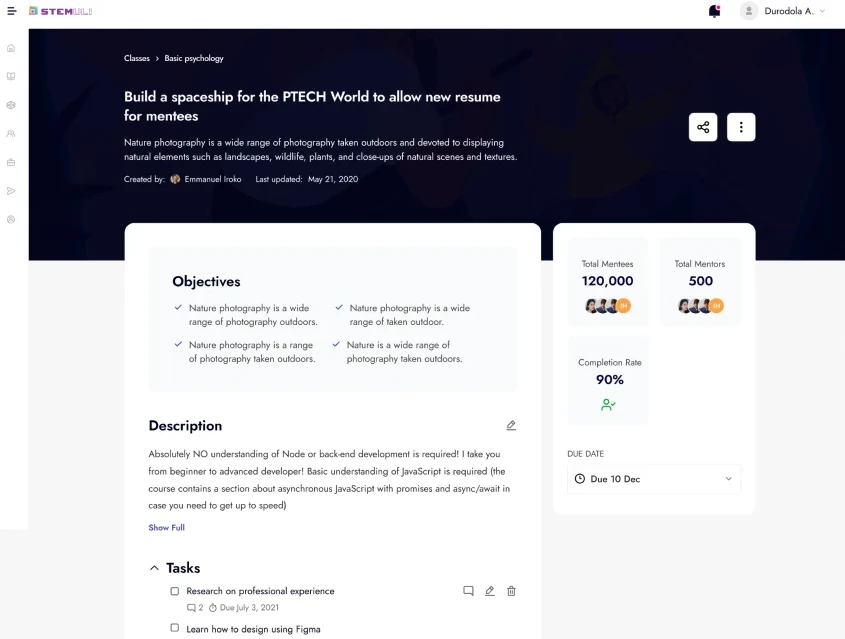 STEMULI
Durodola A.
Classes > Basic psychology
Build a spaceship for the PTECH World to allow new resume
for mentees
Nature photography is a wide range of photography taken outdoors and devoted to displaying
natural elements such as landscapes, wildlife, plants, and close-ups of natural scenes and textures.
Created by: Emmanuel Iroko Last updated: May 21, 2020
Objectives
Nature photography is a wide
range of photography outdoors.
Nature photography is a wide
range of taken outdoor.
Nature photography is a range
of photography taken outdoors.
Nature is a wide range of
photography taken outdoors.
Description
Absolutely NO understanding of Node or back-end development is required! I take you
from beginner to advanced developer! Basic understanding of JavaScript is required (the
course contains a section about asynchronous JavaScript with promises and async/await in
case you need to get up to speed)
Show Full
Tasks
Research on professional experience
2 Due July 3, 2021
Learn how to design using Figma
Total Mentees
120,000
Total Mentors
500
Completion Rate
90%
DUE DATE
Due 10 Dec